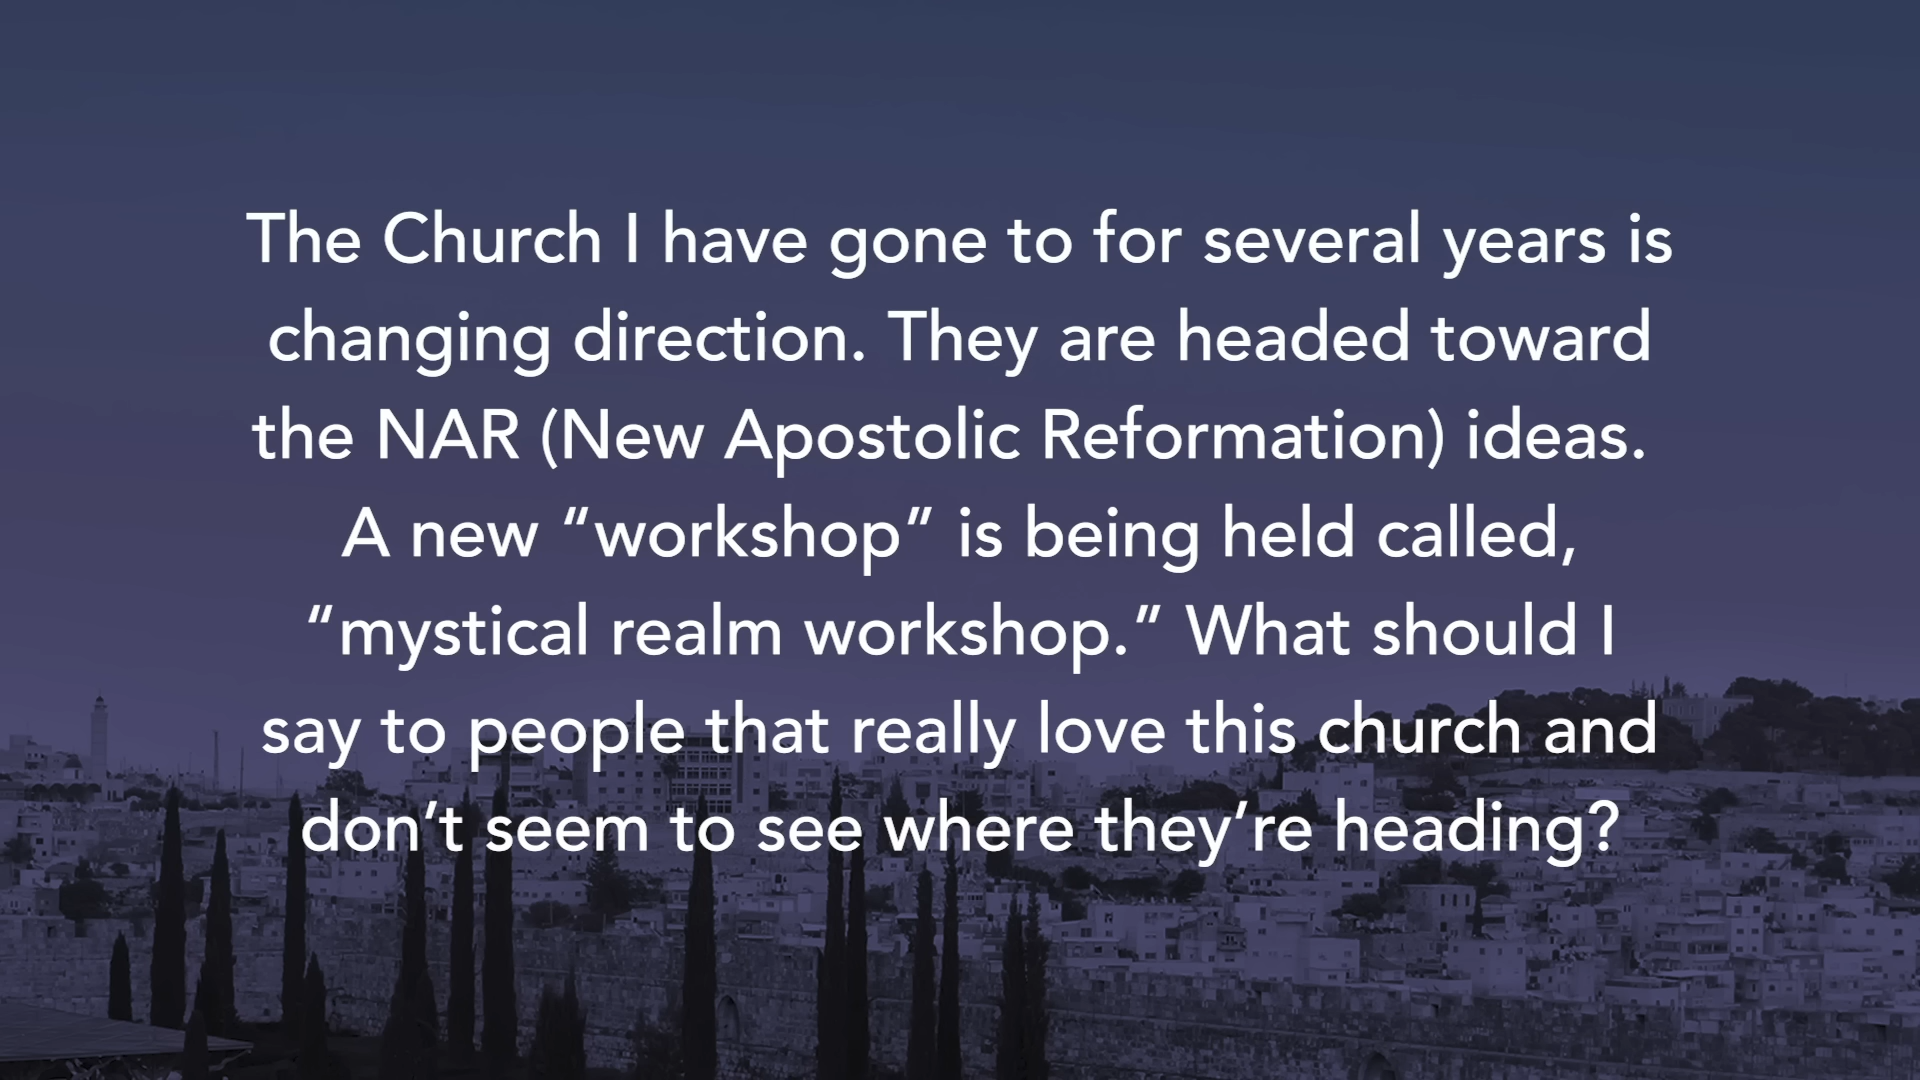 The Church I have gone to for several years is
changing direction. They are headed toward
the NAR (New Apostolic Reformation) ideas.
A new “workshop” is being held called,
“mystical realm workshop.” What should I
say to people that really love this church and
don’t seem to see where they’re heading?